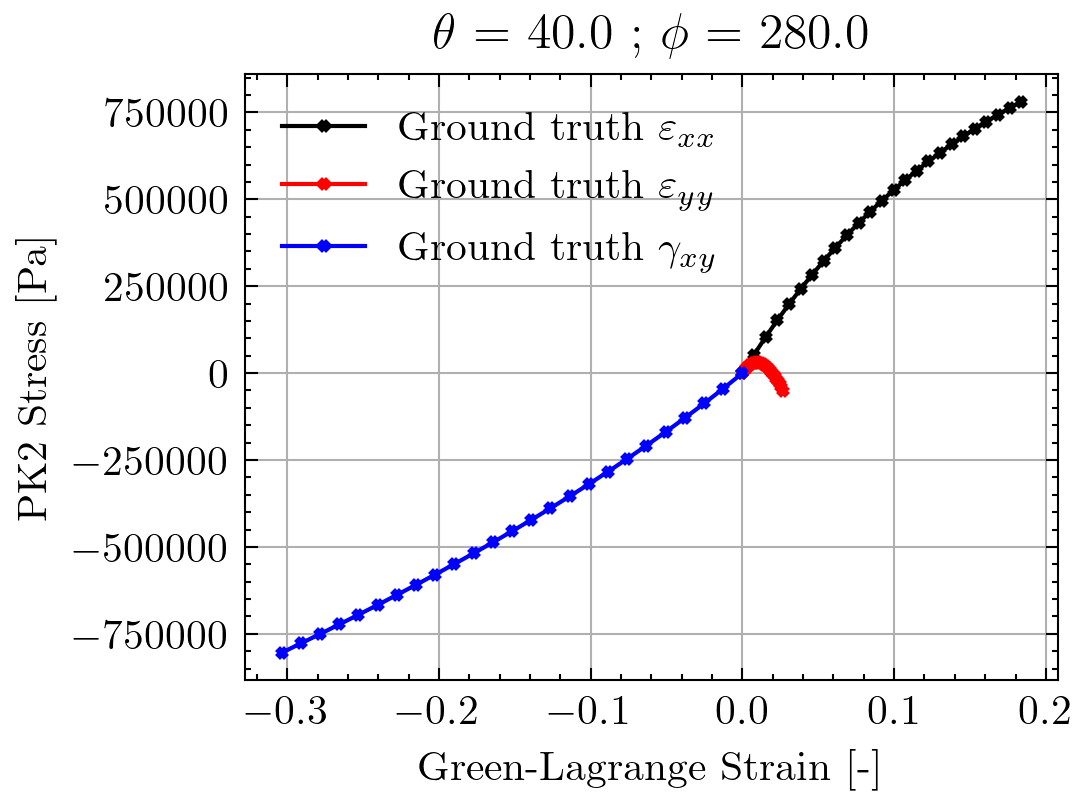 θ = 40.0 ; ϕ = 280.0
750000
500000
250000
0
−250000
−500000
−750000
PK2 Stress [Pa]
Ground truth εxx
Ground truth εyy
Ground truth γxy
−0.3 −0.2 −0.1 0.0 0.1 0.2
Green-Lagrange Strain [-]